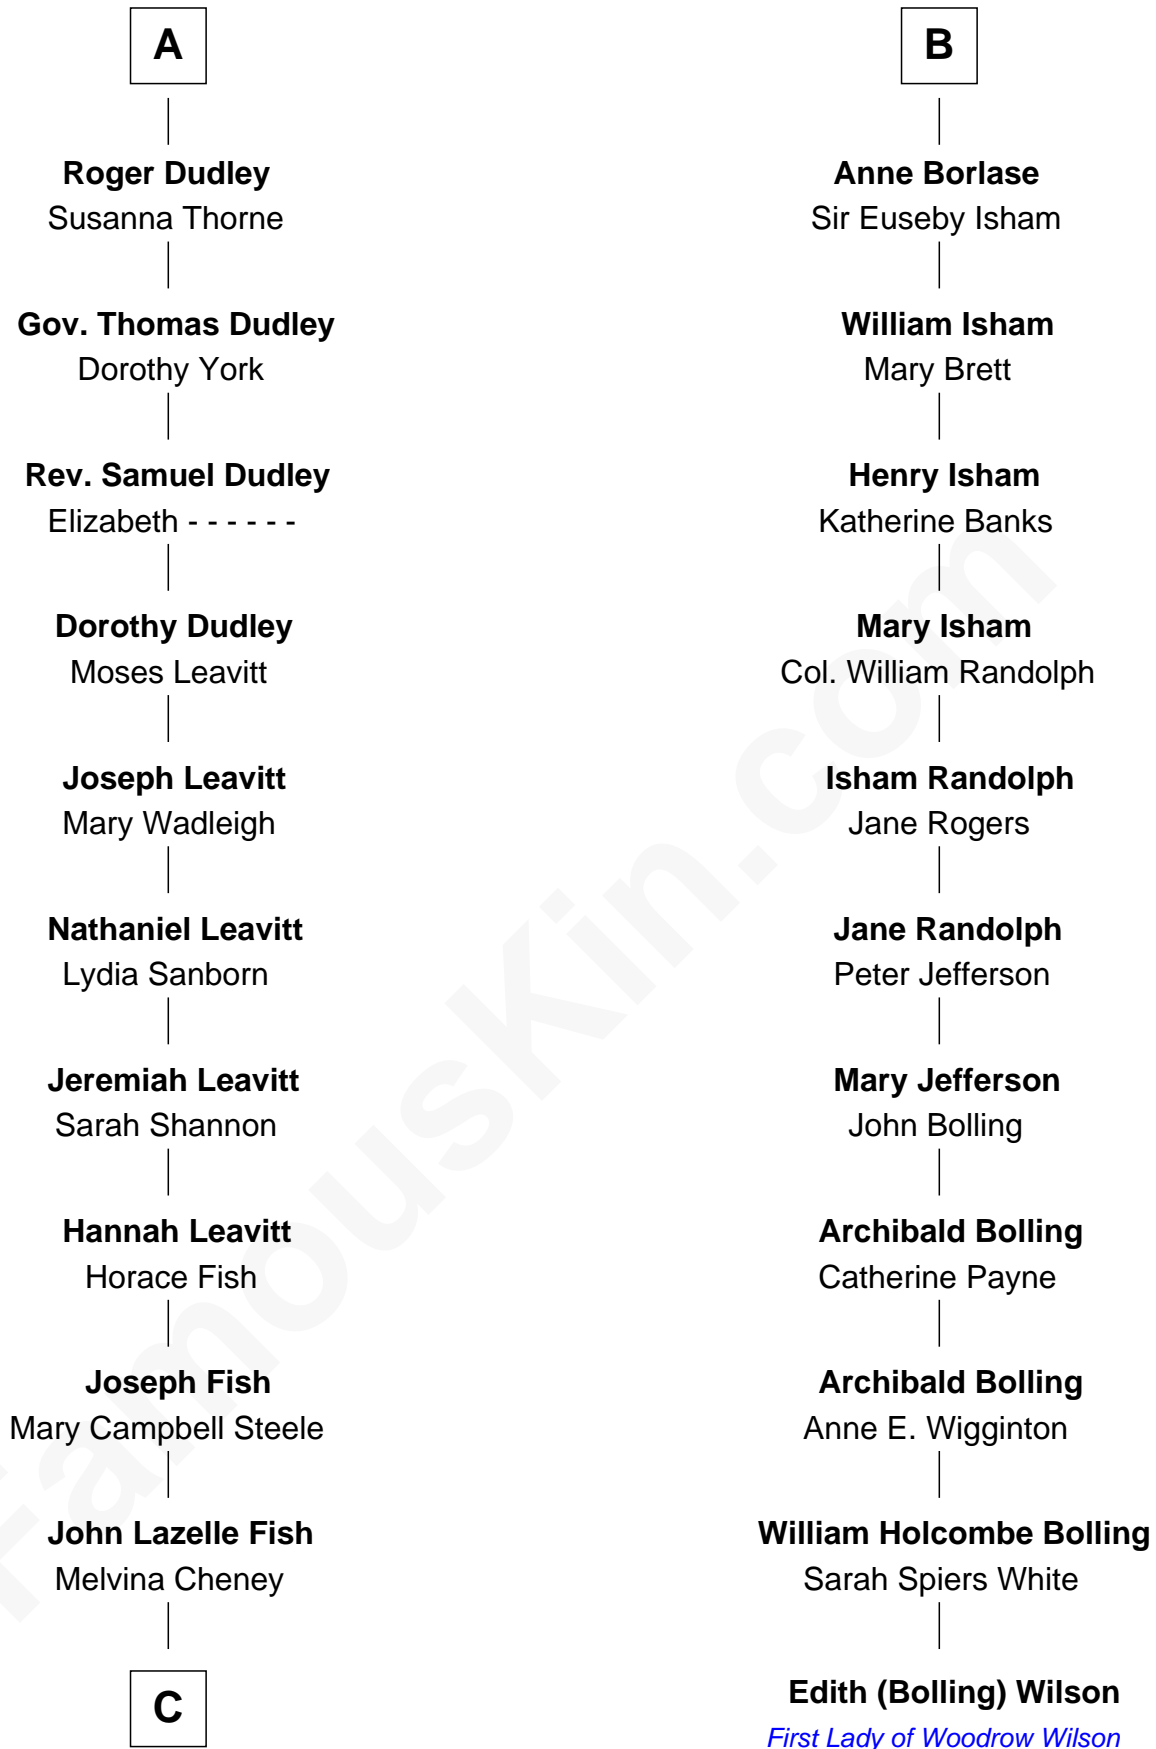 A
Roger Dudley
Susanna Thorne
Gov. Thomas Dudley
Dorothy York
Rev. Samuel Dudley
Elizabeth - - - - - -
Dorothy Dudley
Moses Leavitt
Joseph Leavitt
Mary Wadleigh
Nathaniel Leavitt
Lydia Sanborn
Jeremiah Leavitt
Sarah Shannon
Hannah Leavitt
Horace Fish
Joseph Fish
Mary Campbell Steele
John Lazelle Fish
Melvina Cheney
C
B
Anne Borlase
Sir Euseby Isham
William Isham
Mary Brett
Henry Isham
Katherine Banks
Mary Isham
Col. William Randolph
Isham Randolph
Jane Rogers
Jane Randolph
Peter Jefferson
Mary Jefferson
John Bolling
Archibald Bolling
Catherine Payne
Archibald Bolling
Anne E. Wigginton
William Holcombe Bolling
Sarah Spiers White
Edith (Bolling) Wilson
First Lady of Woodrow Wilson
FamousKin.com